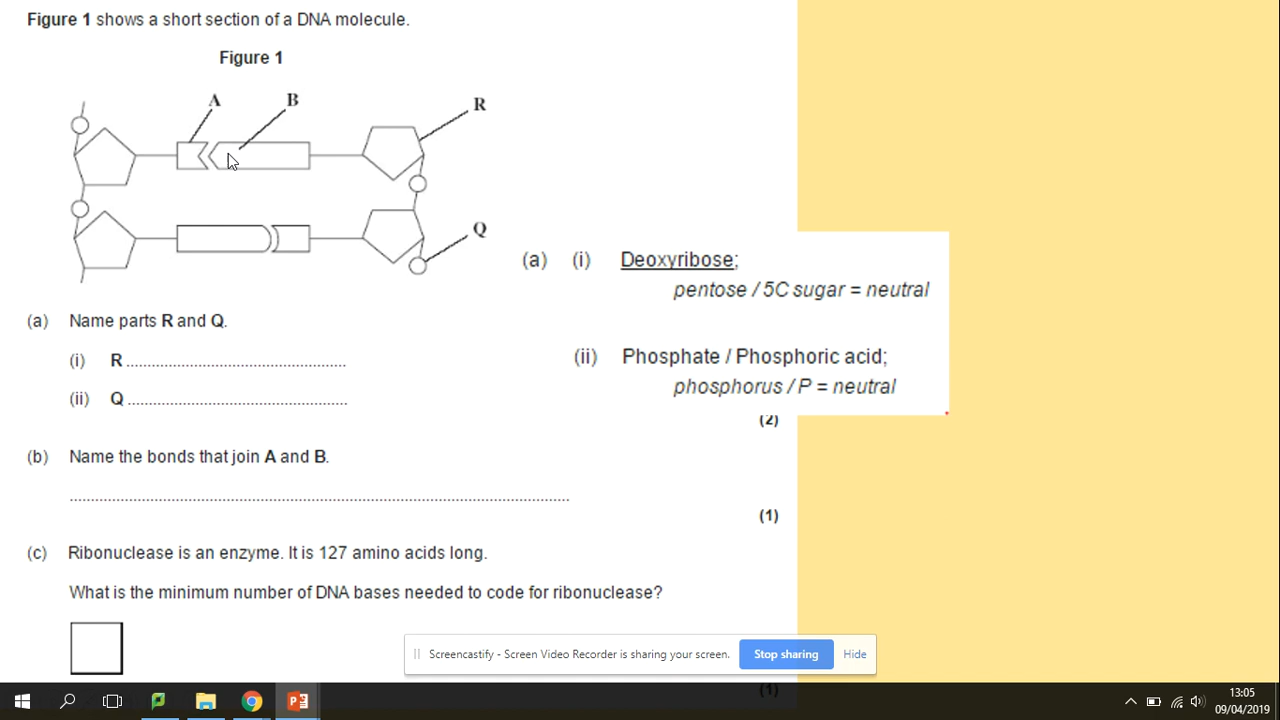 Figure 1 shows a short section of a DNA molecule.
Figure 1
A
B
R
Q
(a) (i) Deoxyribose;
pentose / 5C sugar = neutral
(ii) Phosphate / Phosphoric acid;
phosphorus / P = neutral
(a) Name parts R and Q.
(i) R ..............................................
(ii) Q ..............................................
(2)
(b) Name the bonds that join A and B.
....................................................................................................
(1)
(c) Ribonuclease is an enzyme. It is 127 amino acids long.
What is the minimum number of DNA bases needed to code for ribonuclease?
Screencastify - Screen Video Recorder is sharing your screen.
Stop sharing
Hide
(1)
13:05
09/04/2019